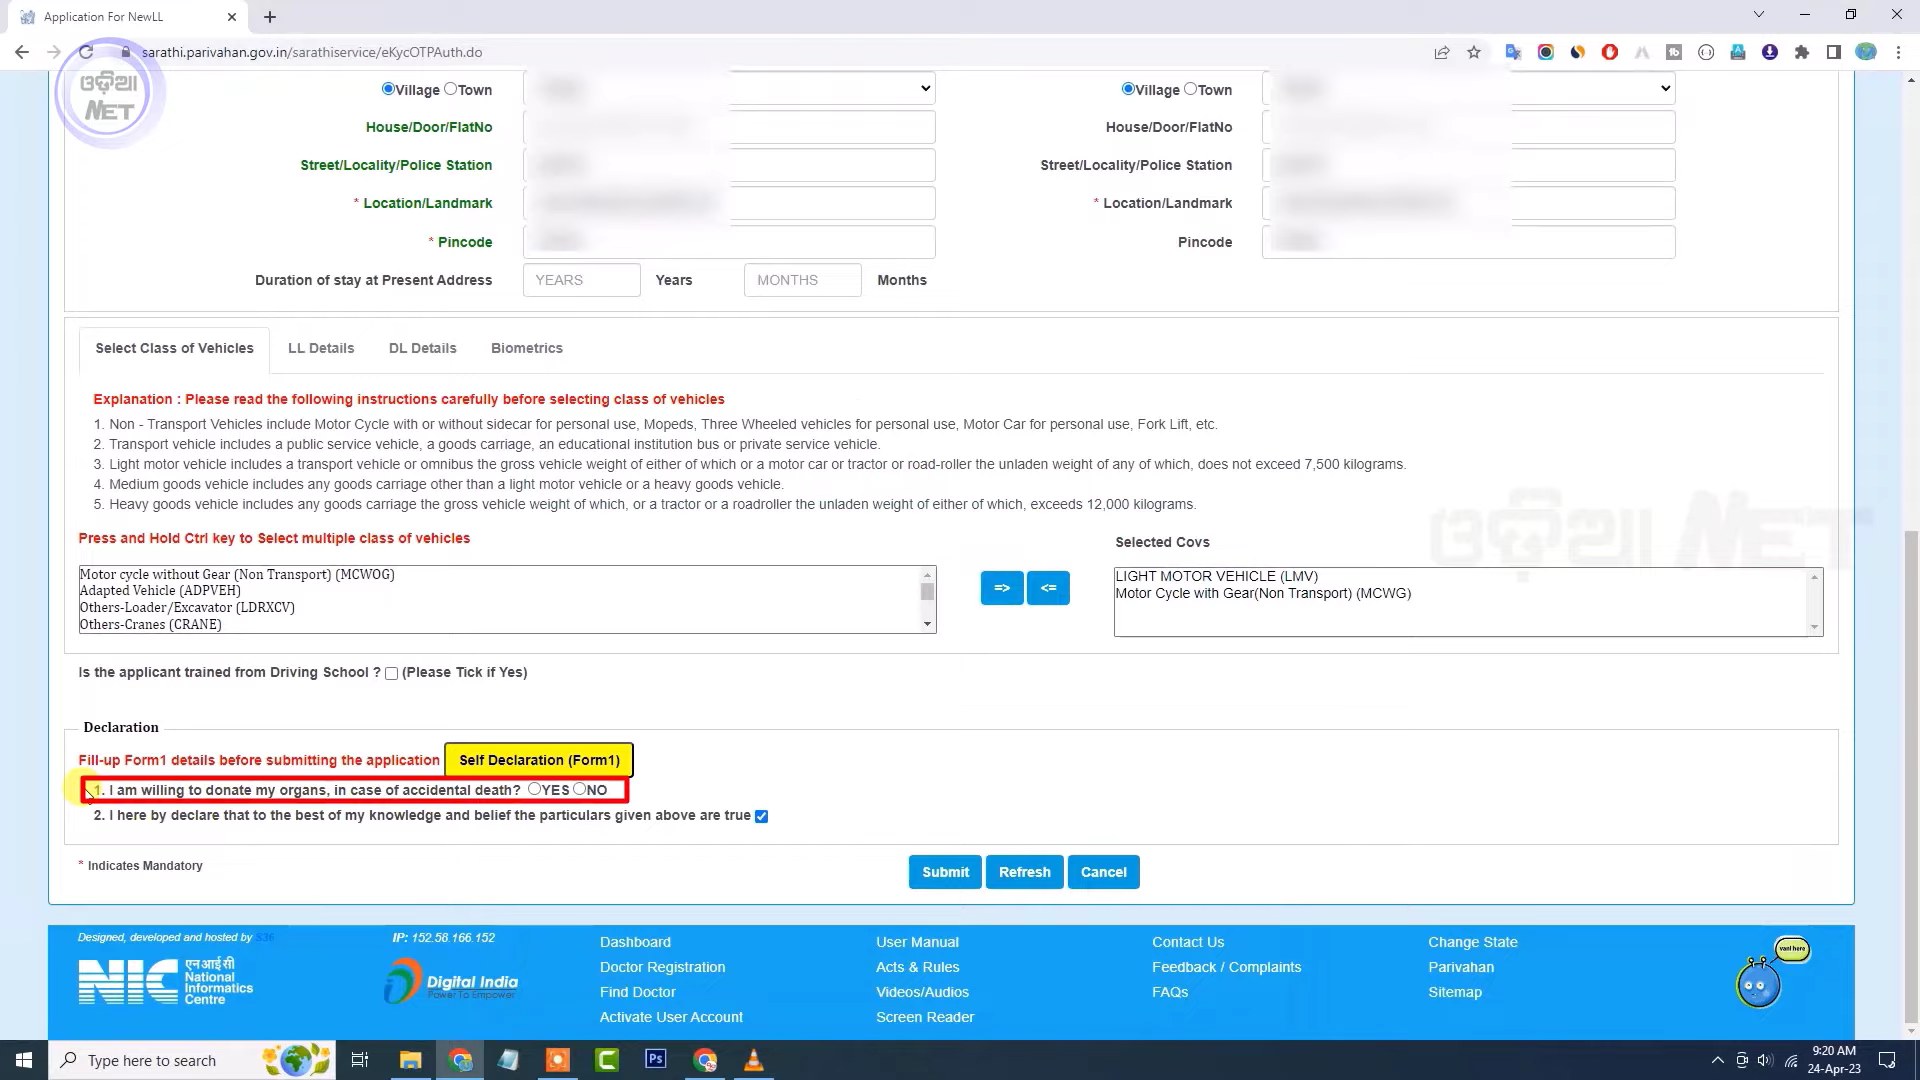 Application For NewLL
sarathi.parivahan.gov.in/sarathiservice/eKycOTPAuth.do
ଓଡ଼ିଆ
NET
Village Town
Village Town
House/Door/FlatNo
House/Door/FlatNo
Street/Locality/Police Station
Street/Locality/Police Station
* Location/Landmark
* Location/Landmark
* Pincode
Pincode
Duration of stay at Present Address YEARS Years MONTHS Months
Select Class of Vehicles LL Details DL Details Biometrics
Explanation : Please read the following instructions carefully before selecting class of vehicles
1. Non - Transport Vehicles include Motor Cycle with or without sidecar for personal use, Mopeds, Three Wheeled vehicles for personal use, Motor Car for personal use, Fork Lift, etc.
2. Transport vehicle includes a public service vehicle, a goods carriage, an educational institution bus or private service vehicle.
3. Light motor vehicle includes a transport vehicle or omnibus the gross vehicle weight of either of which or a motor car or tractor or road-roller the unladen weight of any of which, does not exceed 7,500 kilograms.
4. Medium goods vehicle includes any goods carriage other than a light motor vehicle or a heavy goods vehicle.
5. Heavy goods vehicle includes any goods carriage the gross vehicle weight of which, or a tractor or a roadroller the unladen weight of either of which, exceeds 12,000 kilograms.
ଓଡ଼ିଆ NET
Press and Hold Ctrl key to Select multiple class of vehicles
Selected Covs
Motor cycle without Gear (Non Transport) (MCWOG)
Adapted Vehicle (ADPVEH)
Others-Loader/Excavator (LDRXCV)
Others-Cranes (CRANE)
=> <=
LIGHT MOTOR VEHICLE (LMV)
Motor Cycle with Gear(Non Transport) (MCWG)
Is the applicant trained from Driving School ? (Please Tick if Yes)
Declaration
Fill-up Form1 details before submitting the application Self Declaration (Form1)
1. I am willing to donate my organs, in case of accidental death? YES NO
2. I here by declare that to the best of my knowledge and belief the particulars given above are true
* Indicates Mandatory
Submit Refresh Cancel
Designed, developed and hosted by S36
IP: 152.58.166.152
NIC
एन आई सी
National
Informatics
Centre
Digital India
Power To Empower
Dashboard
Doctor Registration
Find Doctor
Activate User Account
User Manual
Acts & Rules
Videos/Audios
Screen Reader
Contact Us
Feedback / Complaints
FAQs
Change State
Parivahan
Sitemap
vani here
Type here to search
Ps
9:20 AM
24-Apr-23